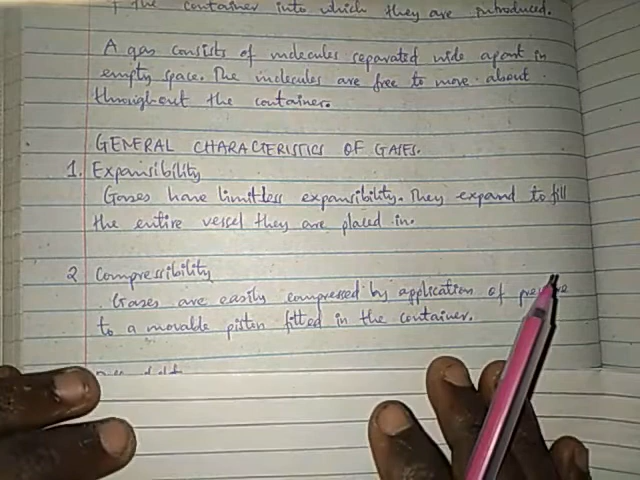 the container into which they are introduced.
A gas consists of molecules separated wide apart in
empty space. The molecules are free to move about
throughout the container.
GENERAL CHARACTERISTICS OF GASES.
1. Expansibility
Gases have limitless expansibility. They expand to fill
the entire vessel they are placed in.
2 Compressibility
Gases are easily compressed by application of
to a movable piston fitted in the container.